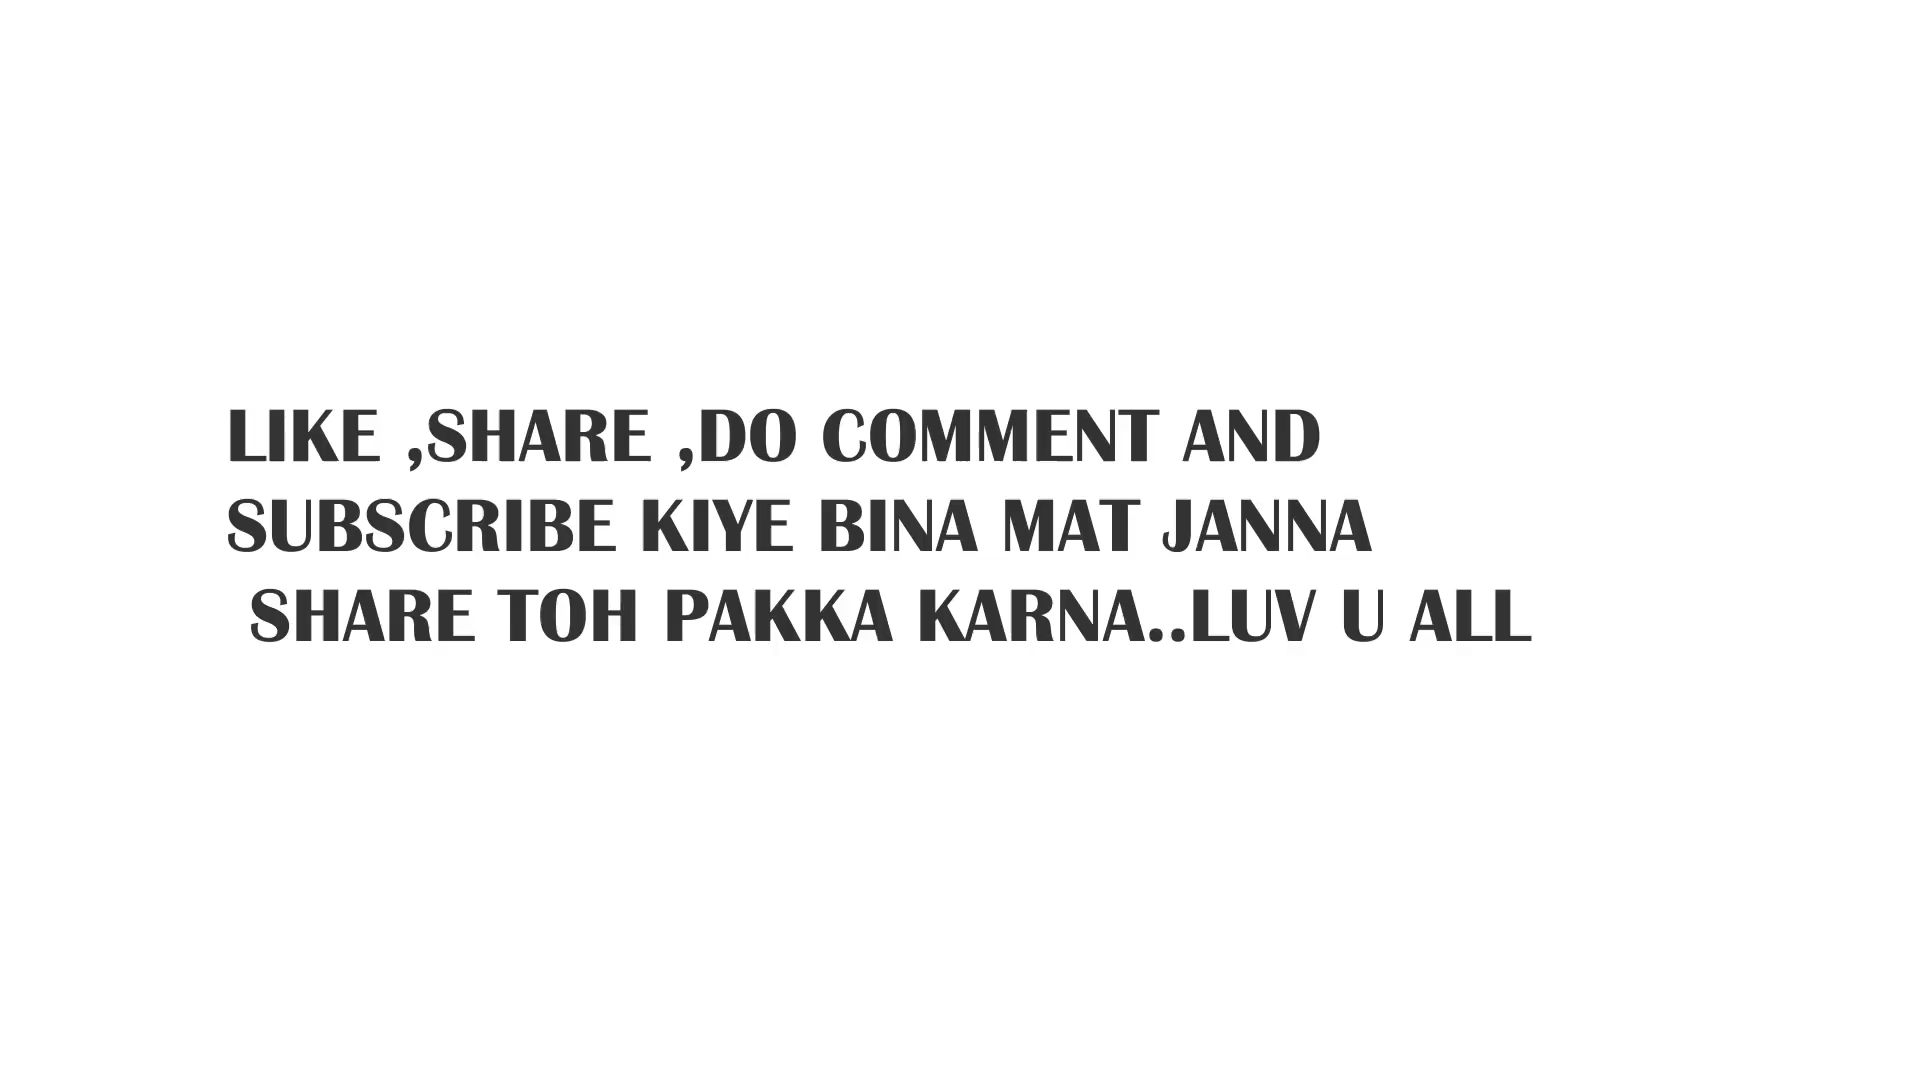 LIKE ,SHARE ,DO COMMENT AND
SUBSCRIBE KIYE BINA MAT JANNA
SHARE TOH PAKKA KARNA..LUV U ALL